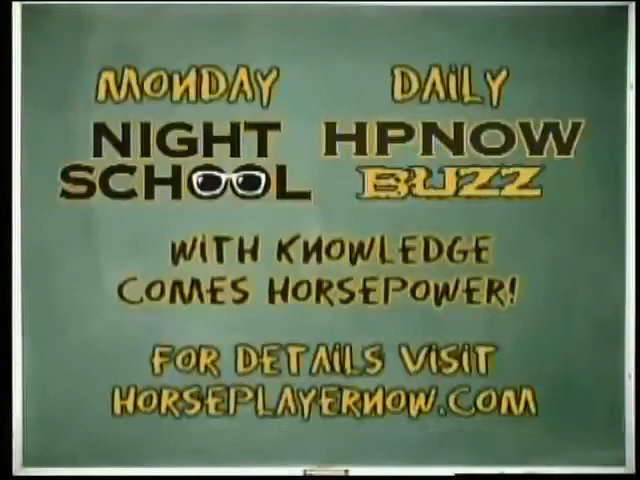 MONDAY
NIGHT
SCHOOL
DAILY
HPNOW
BUZZ
WITH KNOWLEDGE
COMES HORSEPOWER!
FOR DETAILS VISIT
HORSEPLAYERNOW.COM